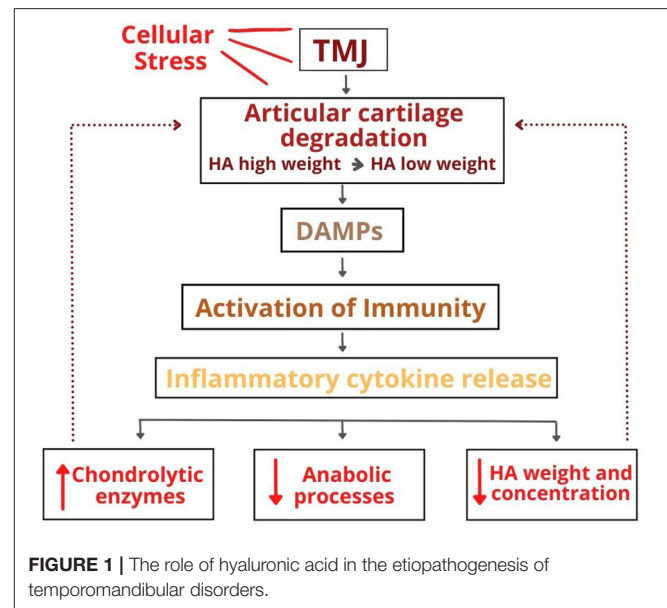 Cellular
Stress
TMJ
Articular cartilage
degradation
HA high weight → HA low weight
DAMPs
Activation of Immunity
Inflammatory cytokine release
↑ Chondrolytic
enzymes
↓ Anabolic
processes
↓ HA weight and
concentration
FIGURE 1 | The role of hyaluronic acid in the etiopathogenesis of
temporomandibular disorders.